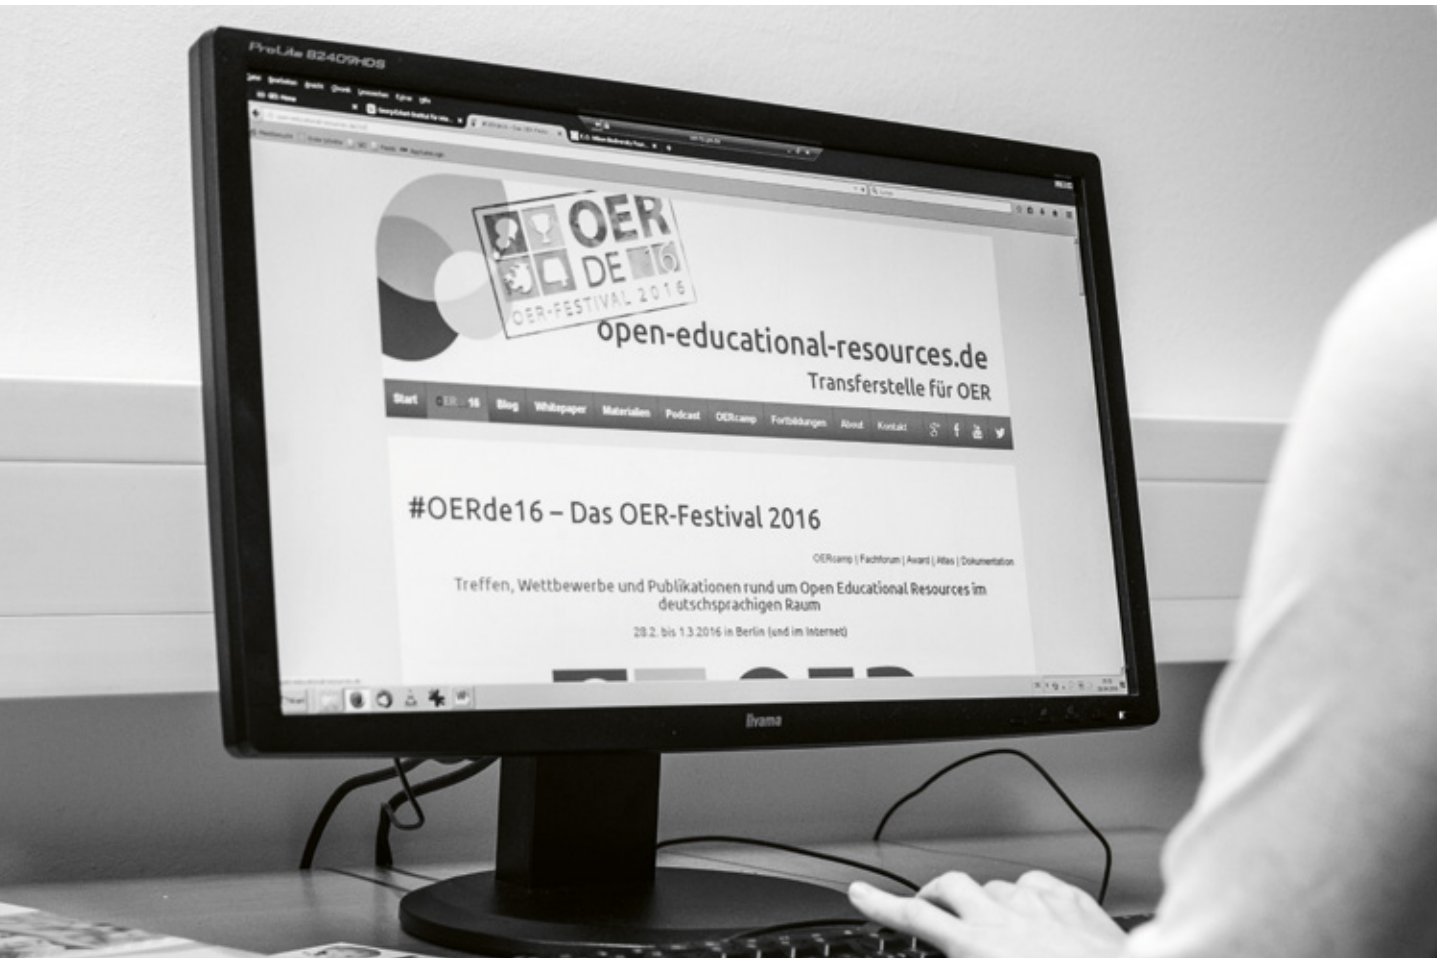 ProLite B2409HDS
OER
DE 16
OER-FESTIVAL 2016
open-educational-resources.de
Transferstelle für OER
Start OERde16 Blog Whitepaper Materialien Podcast OERcamp Fortbildungen About Kontakt
#OERde16 – Das OER-Festival 2016
OERcamp | Fachforum | Award | Atlas | Dokumentation
Treffen, Wettbewerbe und Publikationen rund um Open Educational Resources im
deutschsprachigen Raum
28.2. bis 1.3.2016 in Berlin (und im Internet)
iiyama